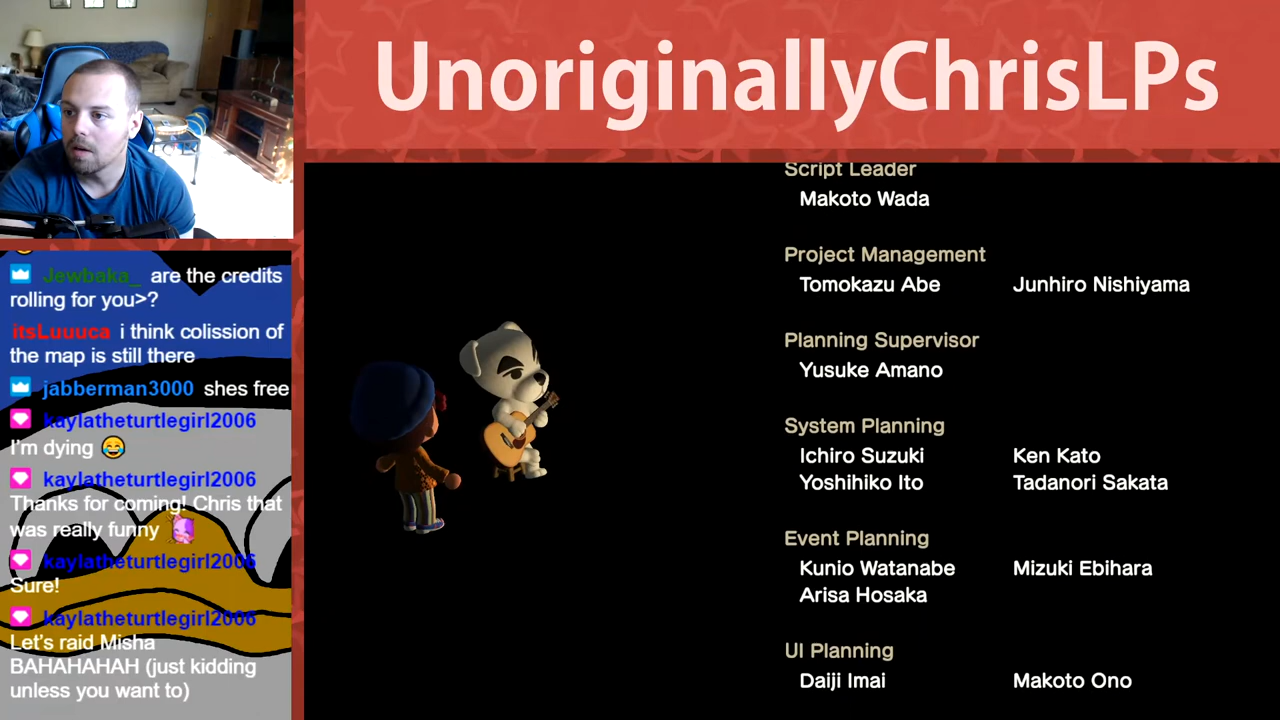 UnoriginallyChrisLPs
Jewbaka_ are the credits
rolling for you>?
itsLuuuca i think colission of
the map is still there
jabberman3000 shes free
kaylatheturtlegirl2006
I'm dying 😂
kaylatheturtlegirl2006
Thanks for coming! Chris that
was really funny
kaylatheturtlegirl2006
Sure!
kaylatheturtlegirl2006
Let's raid Misha
BAHAHAHAH (just kidding
unless you want to)
Script Leader
Makoto Wada
Project Management
Tomokazu Abe Junhiro Nishiyama
Planning Supervisor
Yusuke Amano
System Planning
Ichiro Suzuki Ken Kato
Yoshihiko Ito Tadanori Sakata
Event Planning
Kunio Watanabe Mizuki Ebihara
Arisa Hosaka
UI Planning
Daiji Imai Makoto Ono